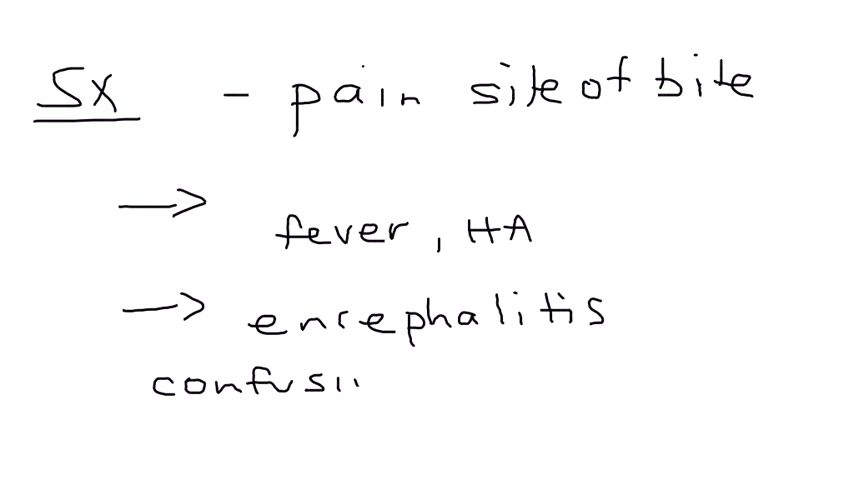 Sx - pain site of bite
→ fever, HA
→ encephalitis
confusi